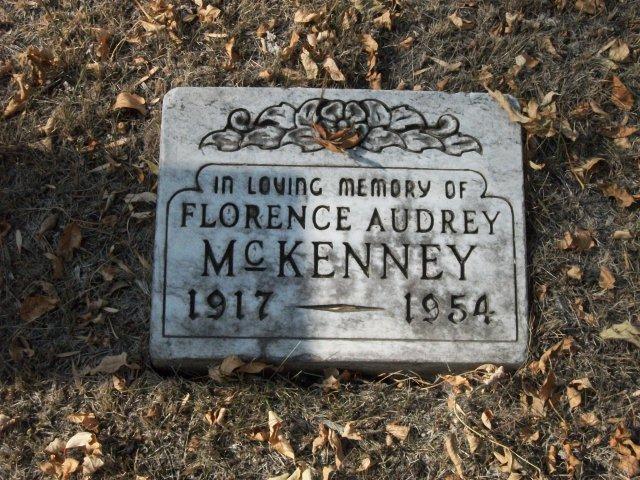 IN LOVING MEMORY OF
FLORENCE AUDREY
McKENNEY
1917 1954